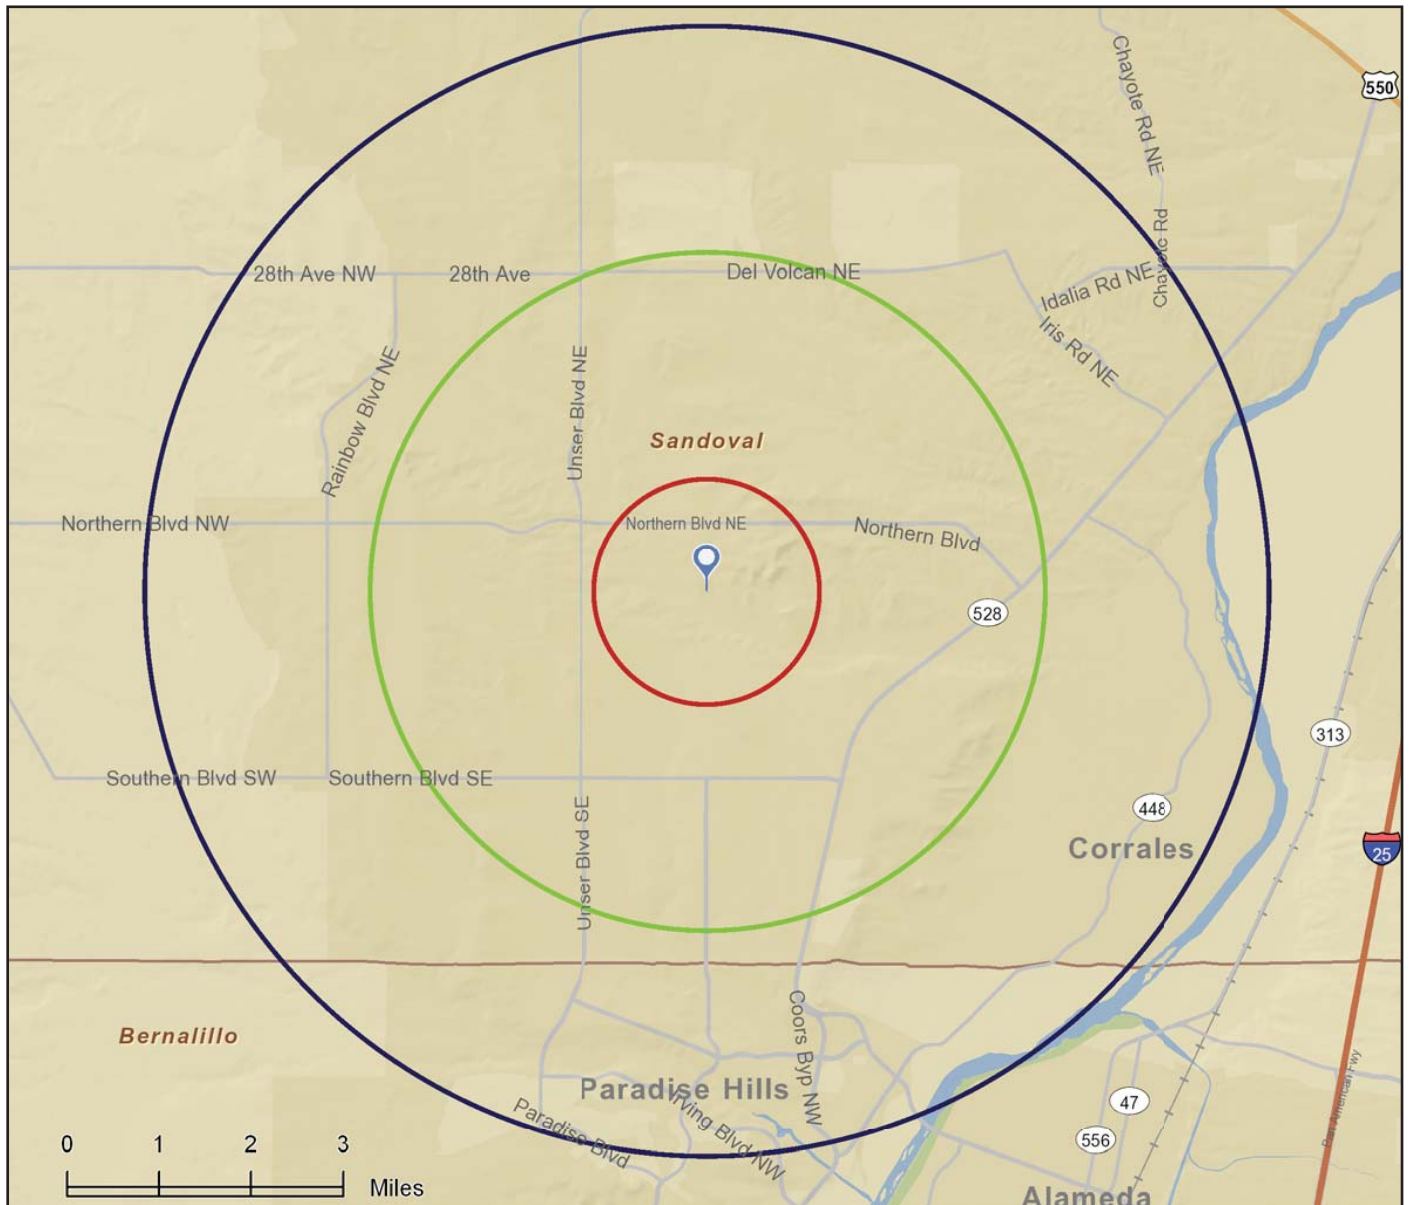 Chayote Rd NE
550
Chayote Rd
28th Ave NW
28th Ave
Del Volcan NE
Idalia Rd NE
Iris Rd NE
Rainbow Blvd NE
Unser Blvd NE
Sandoval
Northern Blvd NW
Northern Blvd NE
Northern Blvd
528
313
Southern Blvd SW
Southern Blvd SE
448
Unser Blvd SE
Corrales
25
Bernalillo
Coors Byp NW
Paradise Hills
Pan American Fwy
47
Paradise Blvd
Irving Blvd NW
556
0 1 2 3
Miles
Alameda